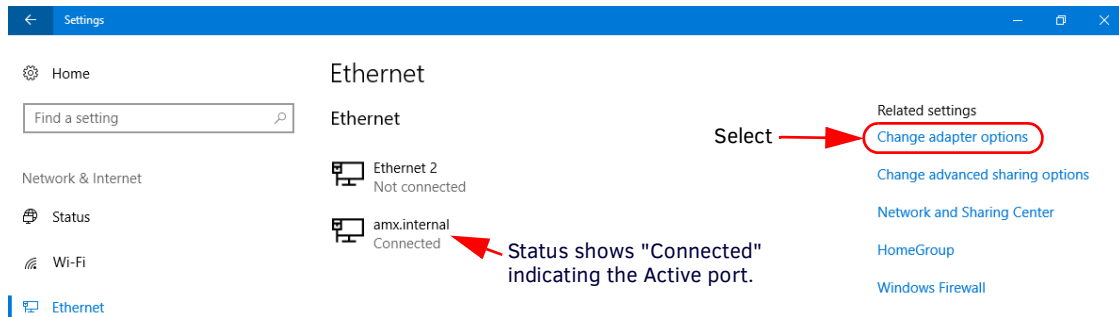 Settings
Home
Find a setting
Network & Internet
Status
Wi-Fi
Ethernet
Ethernet
Ethernet
Ethernet 2
Not connected
amx.internal
Connected
Status shows "Connected"
indicating the Active port.
Select
Related settings
Change adapter options
Change advanced sharing options
Network and Sharing Center
HomeGroup
Windows Firewall